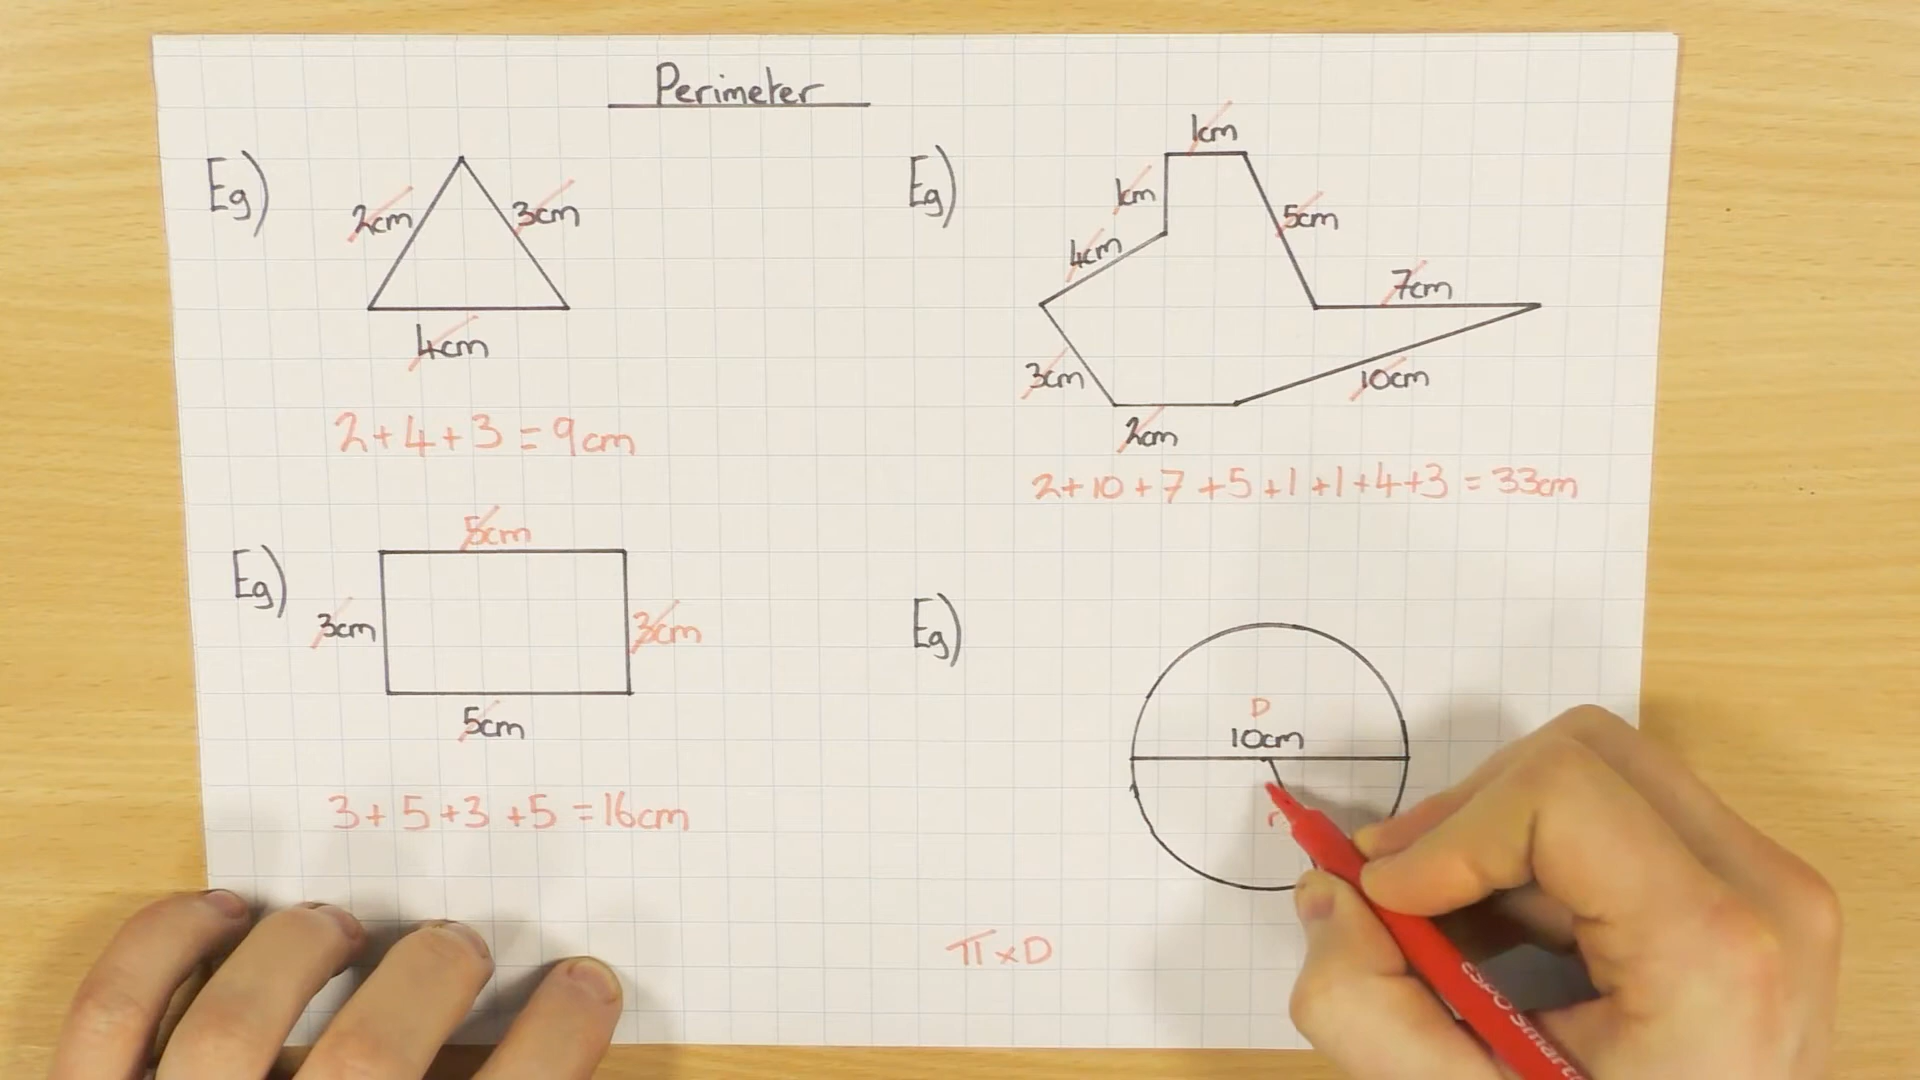 Perimeter
Eg)
2cm
3cm
4cm
2+4+3=9cm
Eg)
1cm
1cm
5cm
4cm
7cm
3cm
10cm
2cm
2+10+7+5+1+1+4+3=33cm
Eg)
5cm
3cm
3cm
5cm
3+5+3+5=16cm
Eg)
D
10cm
r
π×D
ESPO Smart